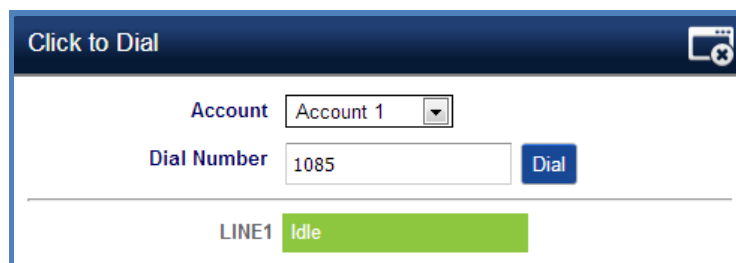 Click to Dial
Account Account 1
Dial Number 1085 Dial
LINE1 Idle